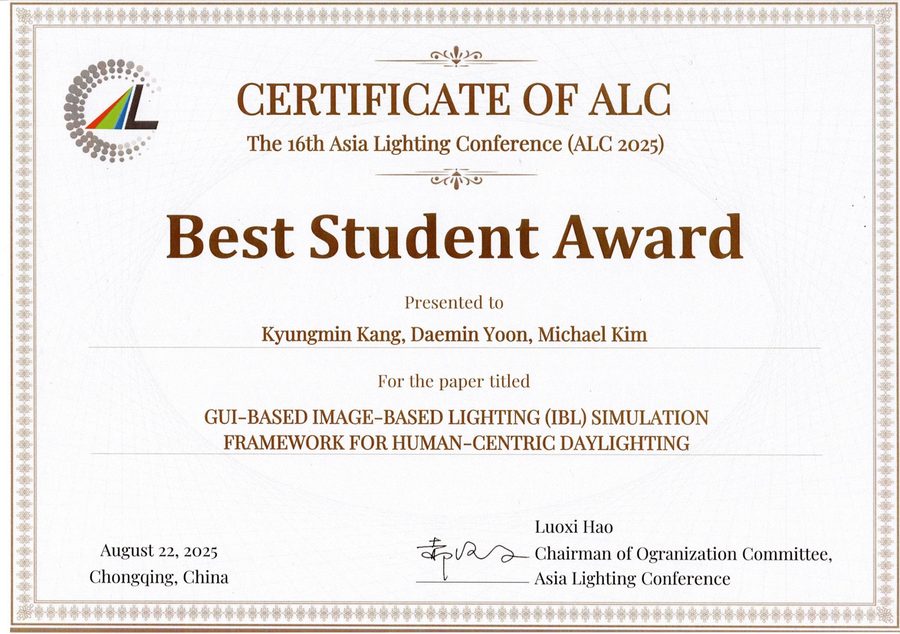 AL
CERTIFICATE OF ALC
The 16th Asia Lighting Conference (ALC 2025)
Best Student Award
Presented to
Kyungmin Kang, Daemin Yoon, Michael Kim
For the paper titled
GUI-BASED IMAGE-BASED LIGHTING (IBL) SIMULATION
FRAMEWORK FOR HUMAN-CENTRIC DAYLIGHTING
August 22, 2025
Chongqing, China
Luoxi Hao
Chairman of Ogranization Committee,
Asia Lighting Conference